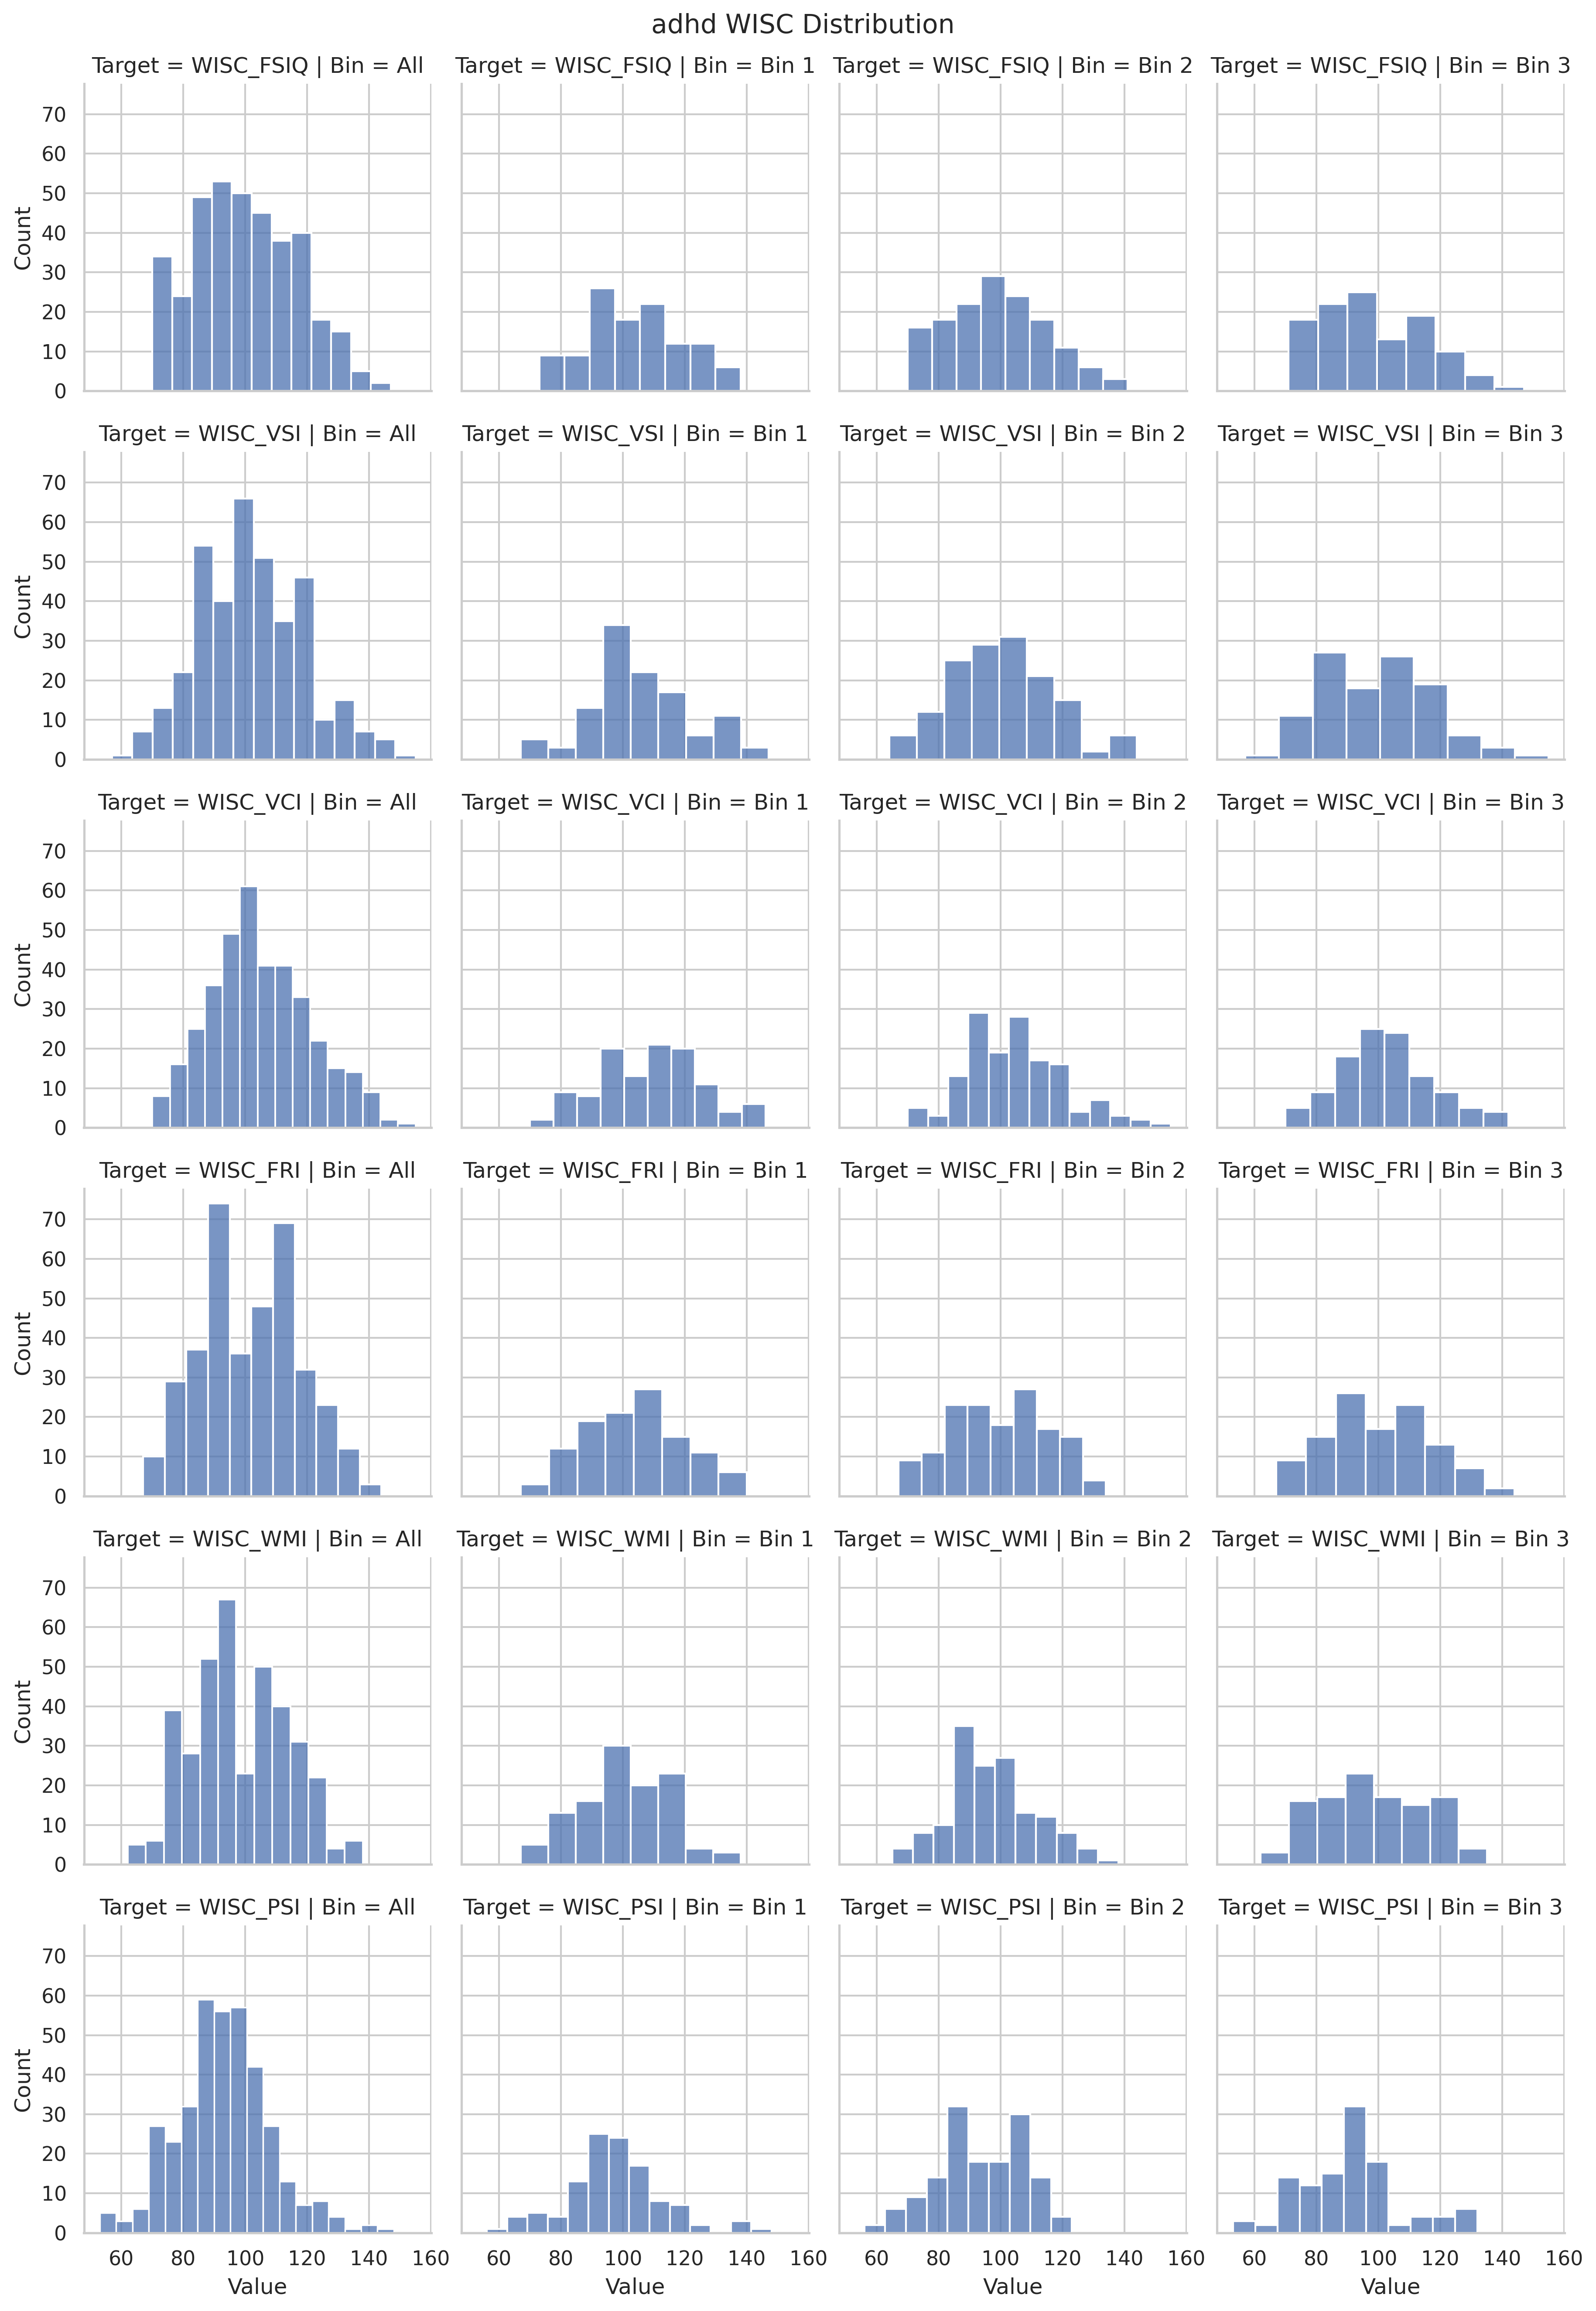 adhd WISC Distribution
Target = WISC_FSIQ | Bin = All
Target = WISC_FSIQ | Bin = Bin 1
Target = WISC_FSIQ | Bin = Bin 2
Target = WISC_FSIQ | Bin = Bin 3
70
60
50
40
30
20
10
0
Count
Target = WISC_VSI | Bin = All
Target = WISC_VSI | Bin = Bin 1
Target = WISC_VSI | Bin = Bin 2
Target = WISC_VSI | Bin = Bin 3
70
60
50
40
30
20
10
0
Count
Target = WISC_VCI | Bin = All
Target = WISC_VCI | Bin = Bin 1
Target = WISC_VCI | Bin = Bin 2
Target = WISC_VCI | Bin = Bin 3
70
60
50
40
30
20
10
0
Count
Target = WISC_FRI | Bin = All
Target = WISC_FRI | Bin = Bin 1
Target = WISC_FRI | Bin = Bin 2
Target = WISC_FRI | Bin = Bin 3
70
60
50
40
30
20
10
0
Count
Target = WISC_WMI | Bin = All
Target = WISC_WMI | Bin = Bin 1
Target = WISC_WMI | Bin = Bin 2
Target = WISC_WMI | Bin = Bin 3
70
60
50
40
30
20
10
0
Count
Target = WISC_PSI | Bin = All
Target = WISC_PSI | Bin = Bin 1
Target = WISC_PSI | Bin = Bin 2
Target = WISC_PSI | Bin = Bin 3
70
60
50
40
30
20
10
0
Count
60 80 100 120 140 160
60 80 100 120 140 160
60 80 100 120 140 160
60 80 100 120 140 160
Value
Value
Value
Value